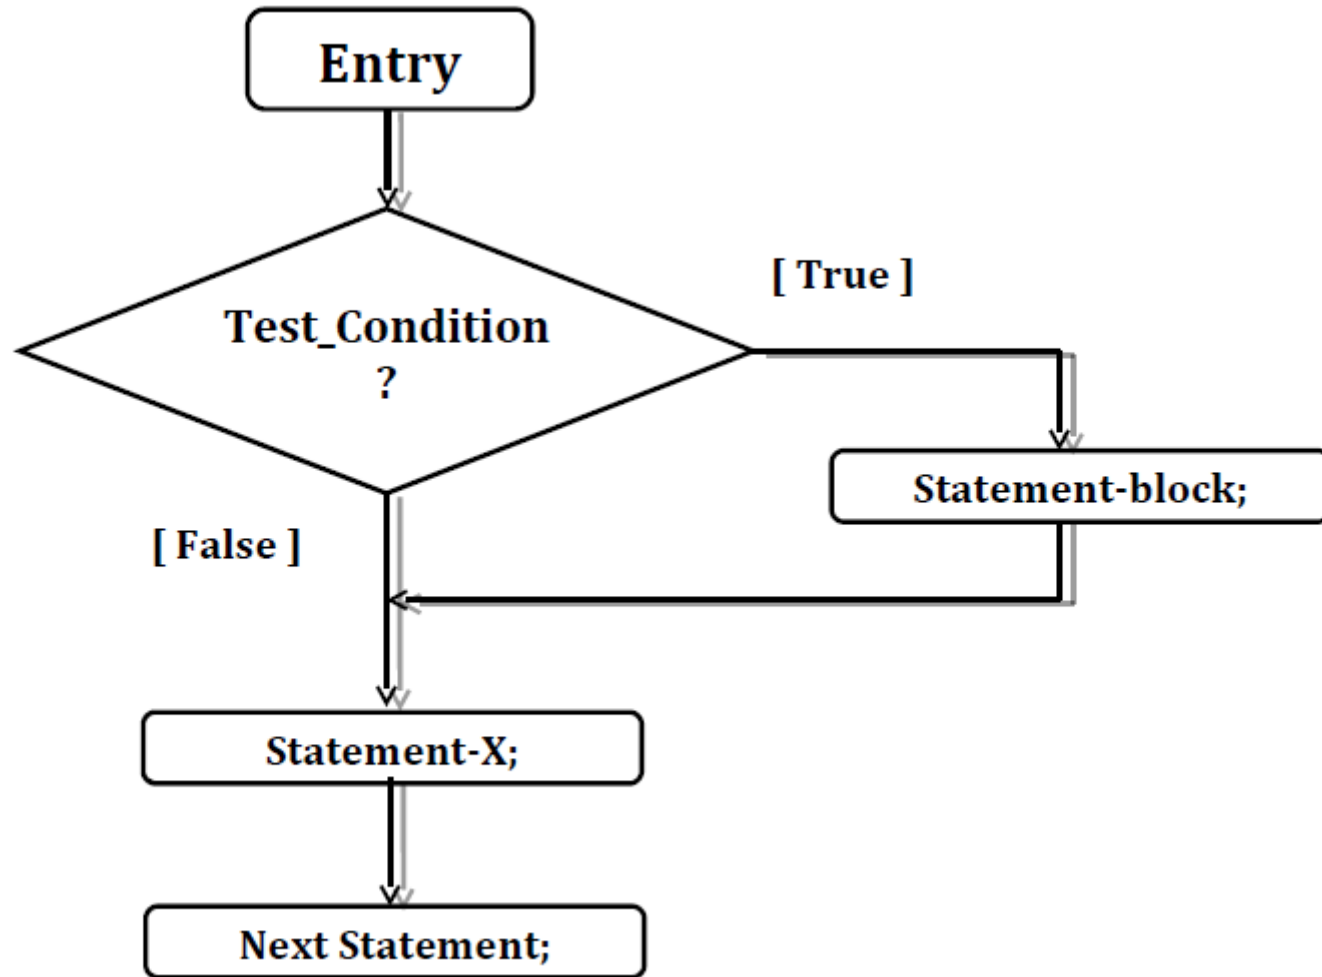 Entry
[ True ]
Test_Condition
?
Statement-block;
[ False ]
Statement-X;
Next Statement;